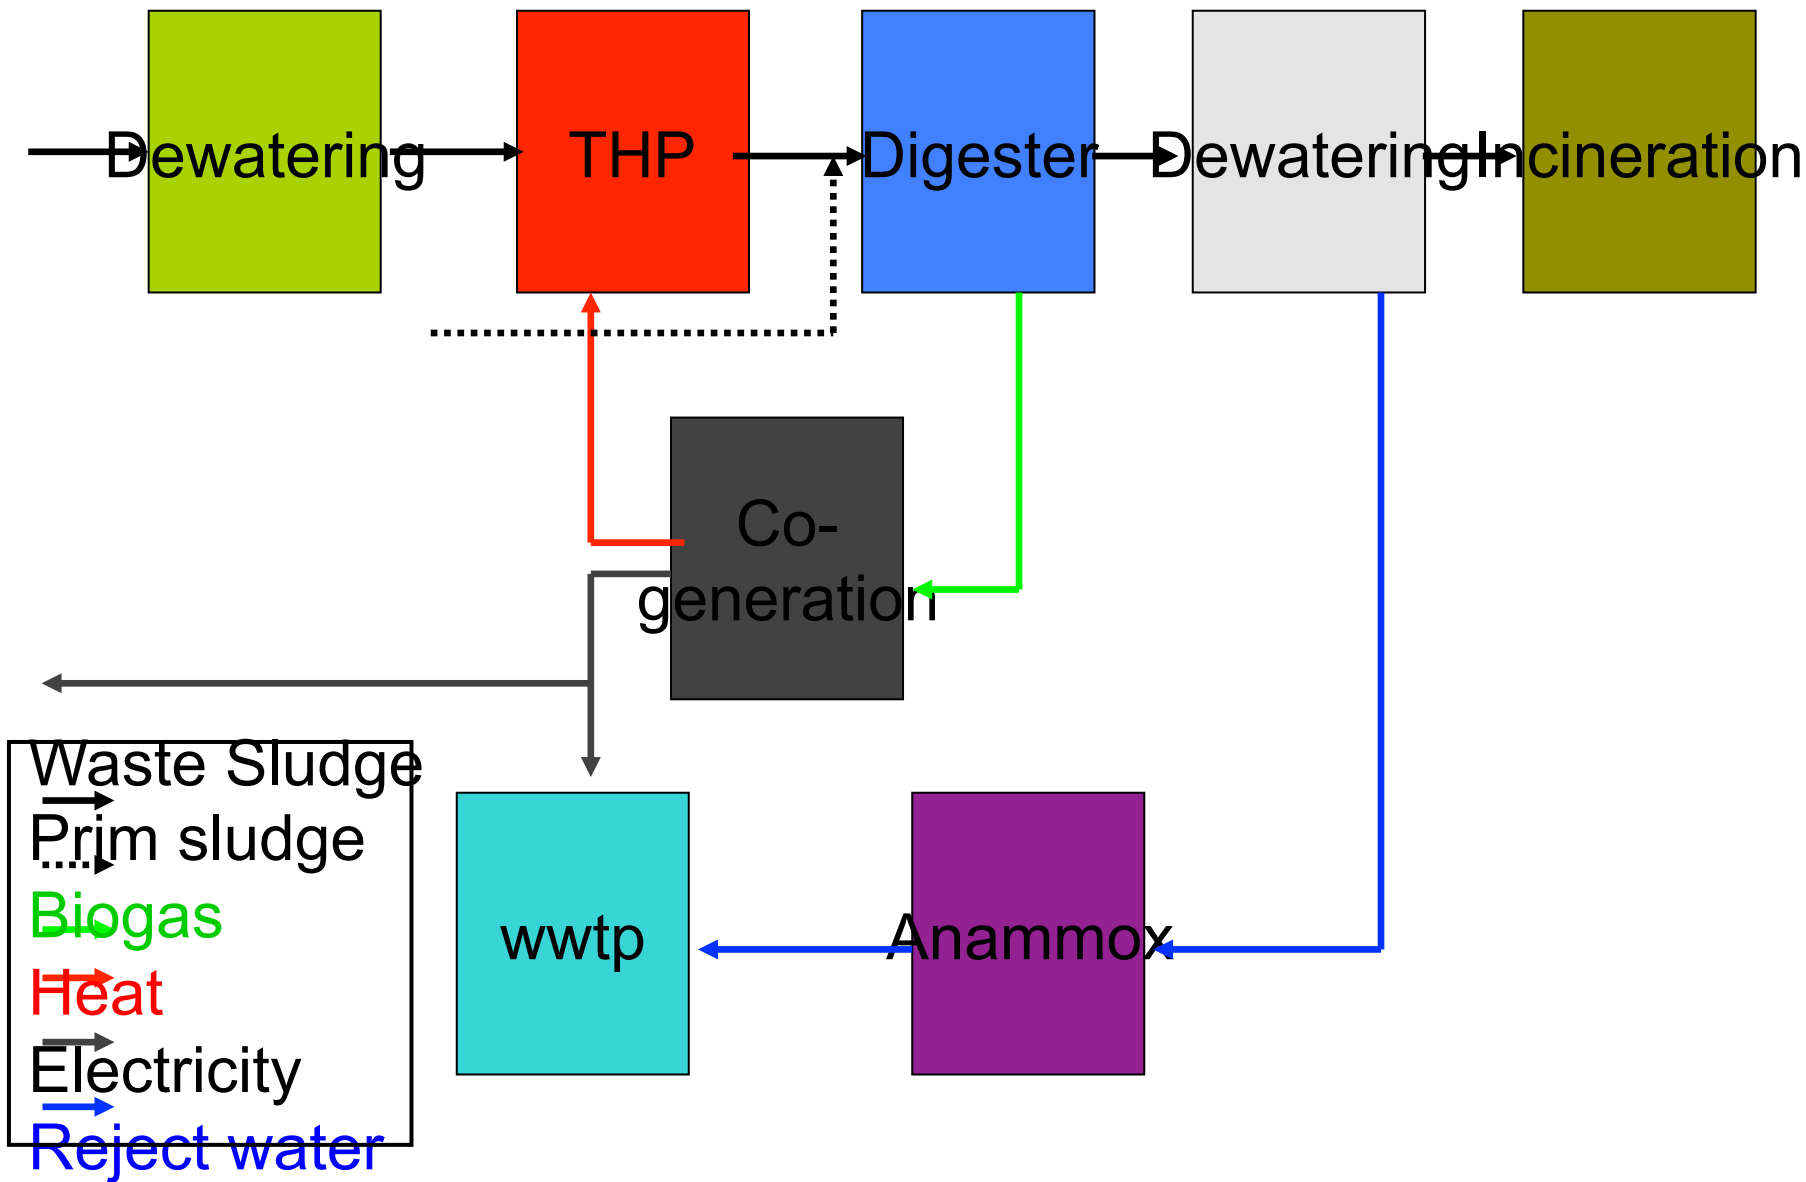 Dewatering
THP
Digester
Dewatering
Incineration
Co-
generation
Waste Sludge
Prim sludge
Biogas
Heat
Electricity
Reject water
wwtp
Anammox